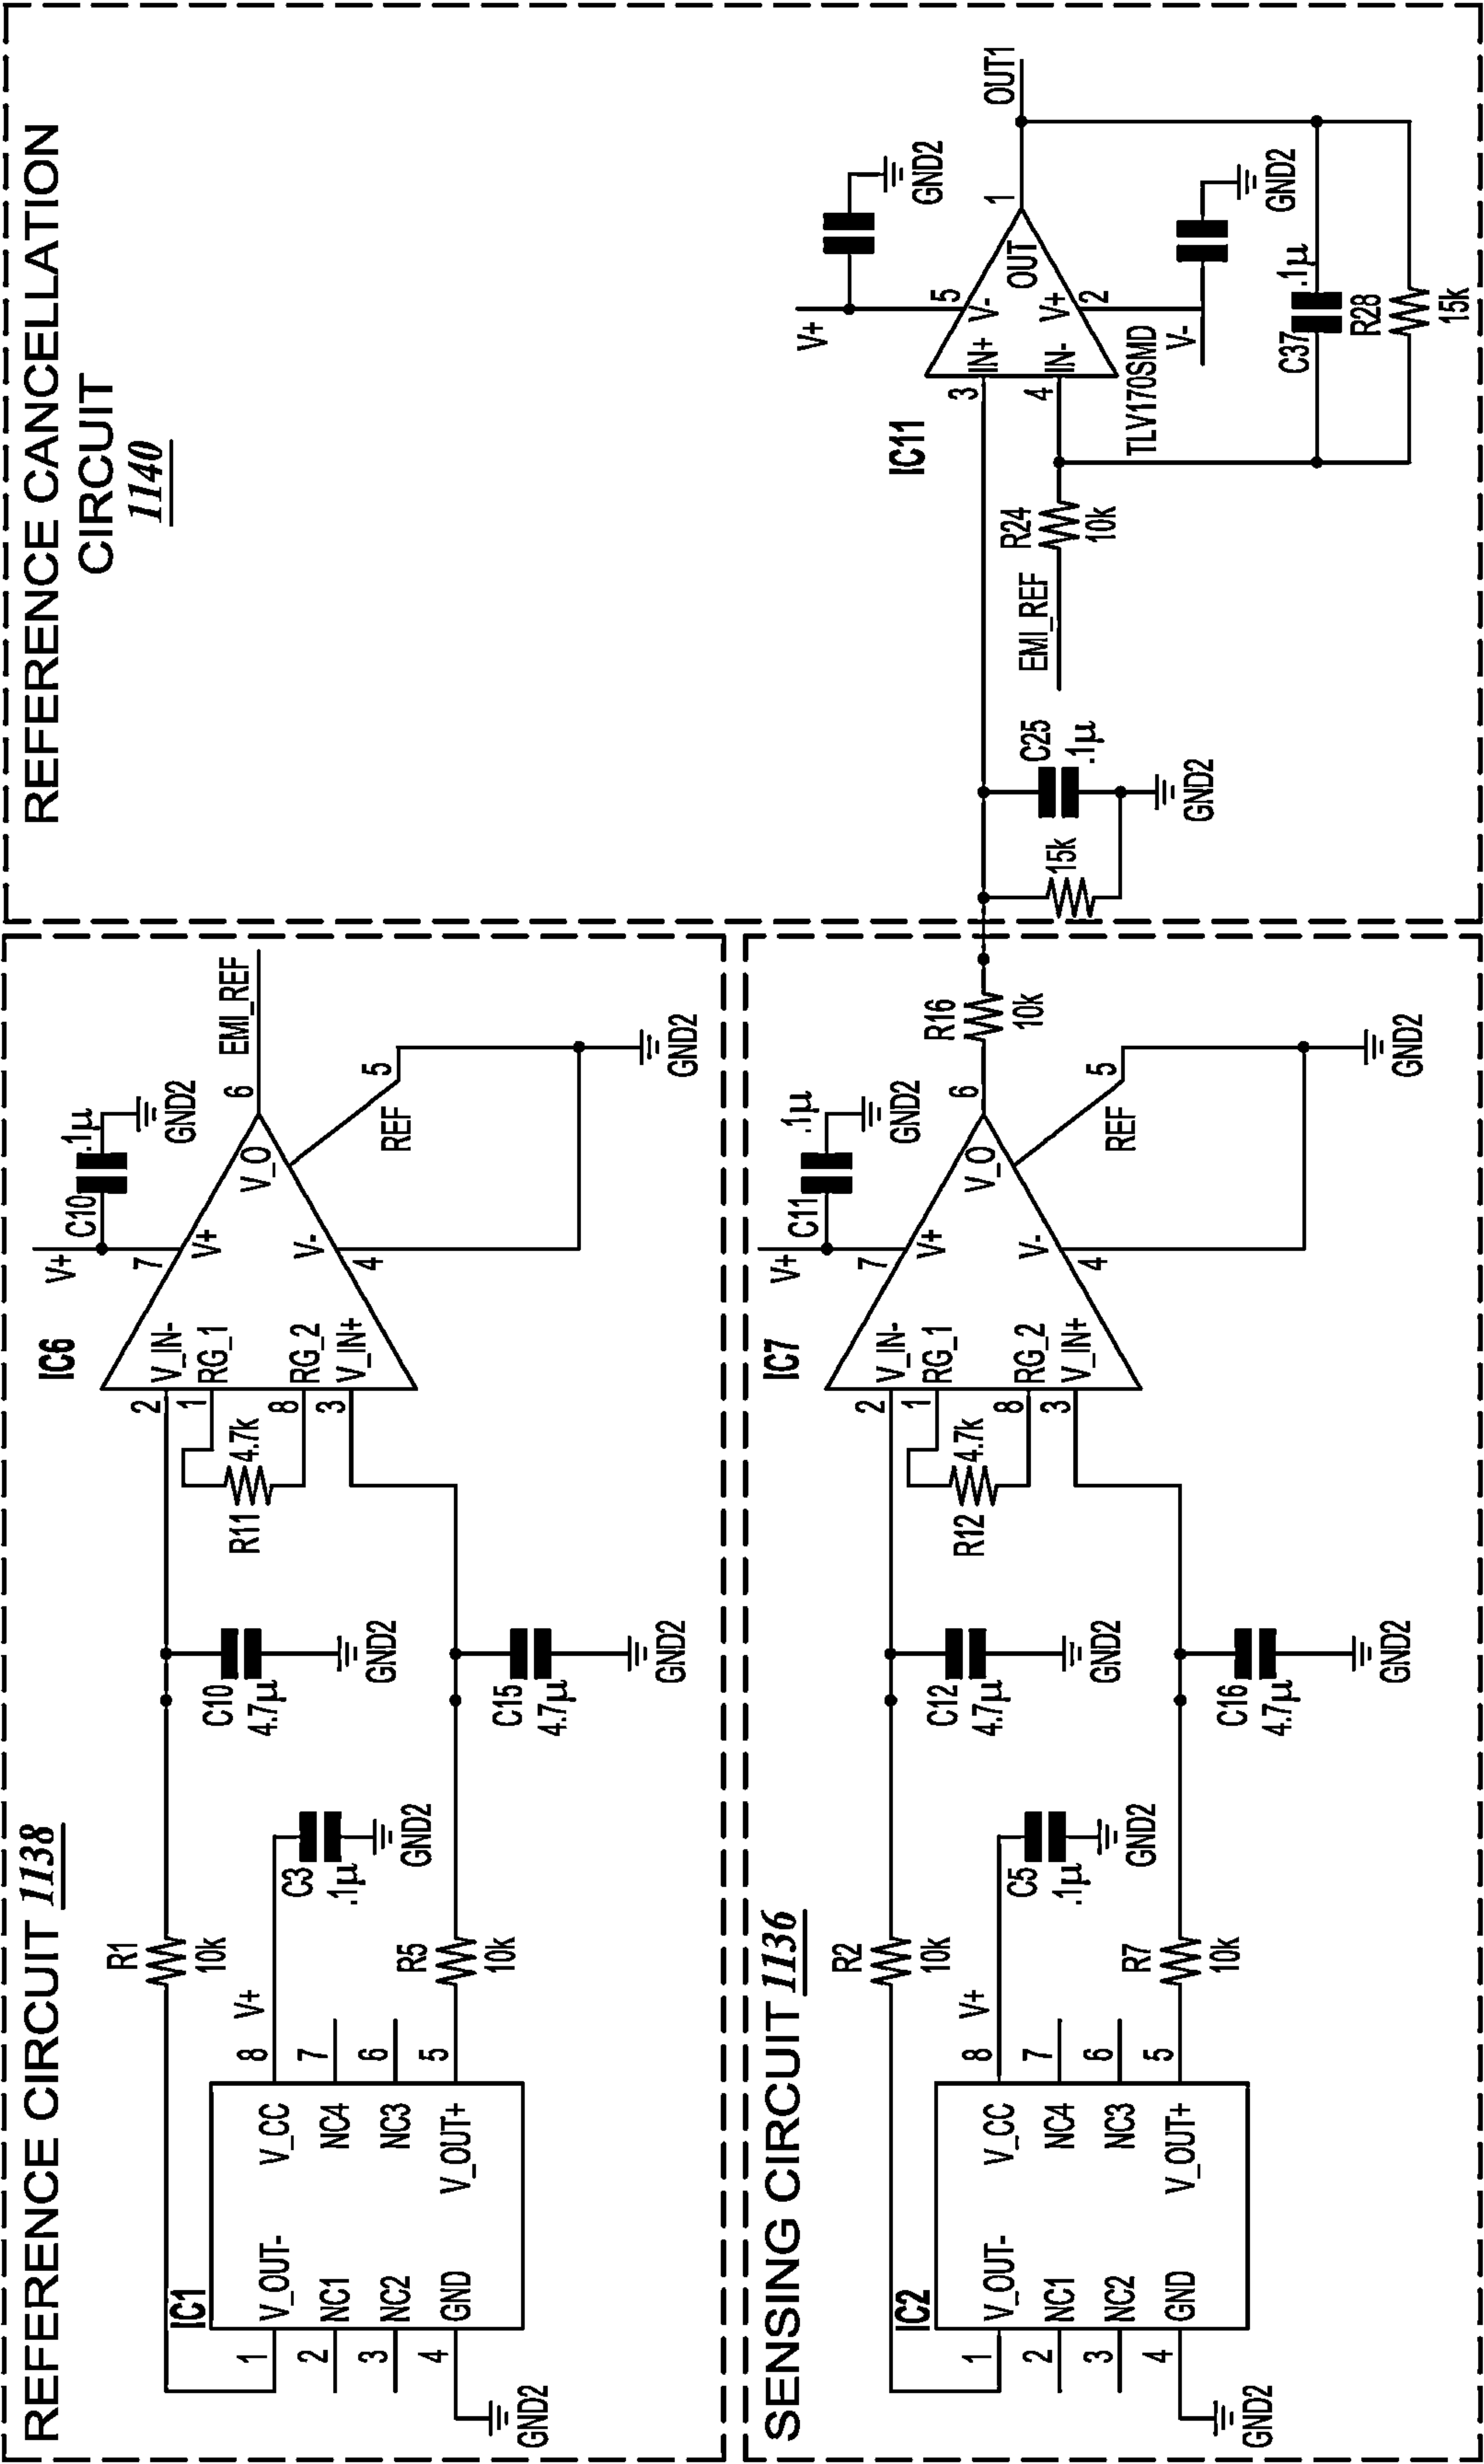 REFERENCE CIRCUIT 1138
IC1
V_OUT-
NC1
NC2
GND
V_CC
NC4
NC3
V_OUT+
1
2
3
4
8
7
6
5
GND2
V+
R1
10k
C3
.1µ
GND2
R5
10k
C10
4.7µ
GND2
C15
4.7µ
GND2
R11
4.7k
IC6
2
1
8
3
V_IN-
RG_1
RG_2
V_IN+
V+
7
V+
C10
.1µ
GND2
V-
4
V_O
6
EMI_REF
REF
5
GND2
SENSING CIRCUIT 1136
IC2
V_OUT-
NC1
NC2
GND
V_CC
NC4
NC3
V_OUT+
1
2
3
4
8
7
6
5
GND2
V+
R2
10k
C5
.1µ
GND2
R7
10k
C12
4.7µ
GND2
C16
4.7µ
GND2
R12
4.7k
IC7
2
1
8
3
V_IN-
RG_1
RG_2
V_IN+
V+
7
V+
C11
.1µ
GND2
V-
4
V_O
6
REF
5
GND2
R16
10k
REFERENCE CANCELLATION
CIRCUIT
1140
15k
C25
.1µ
GND2
EMI_REF
R24
10k
IC11
3
4
IN+
IN-
V+
5
V-
GND2
OUT
1
OUT1
V+
2
V-
GND2
TLV170SMD
C37
.1µ
R28
15k